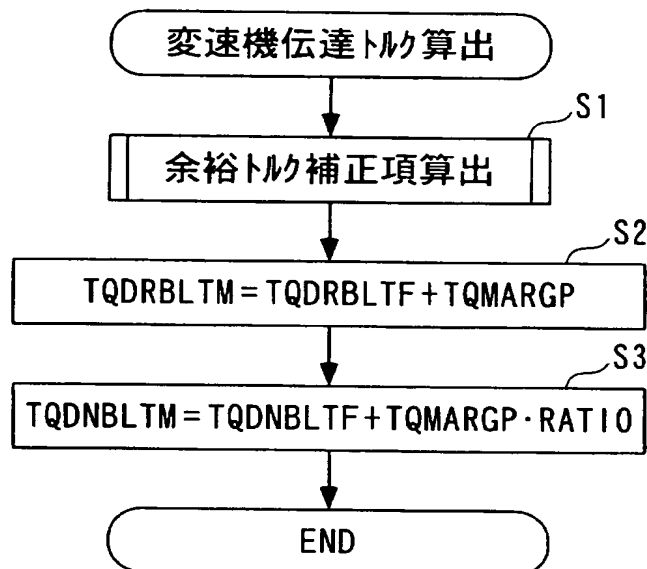 変速機伝達ﾄﾙｸ算出
S1
余裕ﾄﾙｸ補正項算出
S2
TQDRBLTM=TQDRBLTF+TQMARGP
S3
TQDNBLTM=TQDNBLTF+TQMARGP·RATIO
END